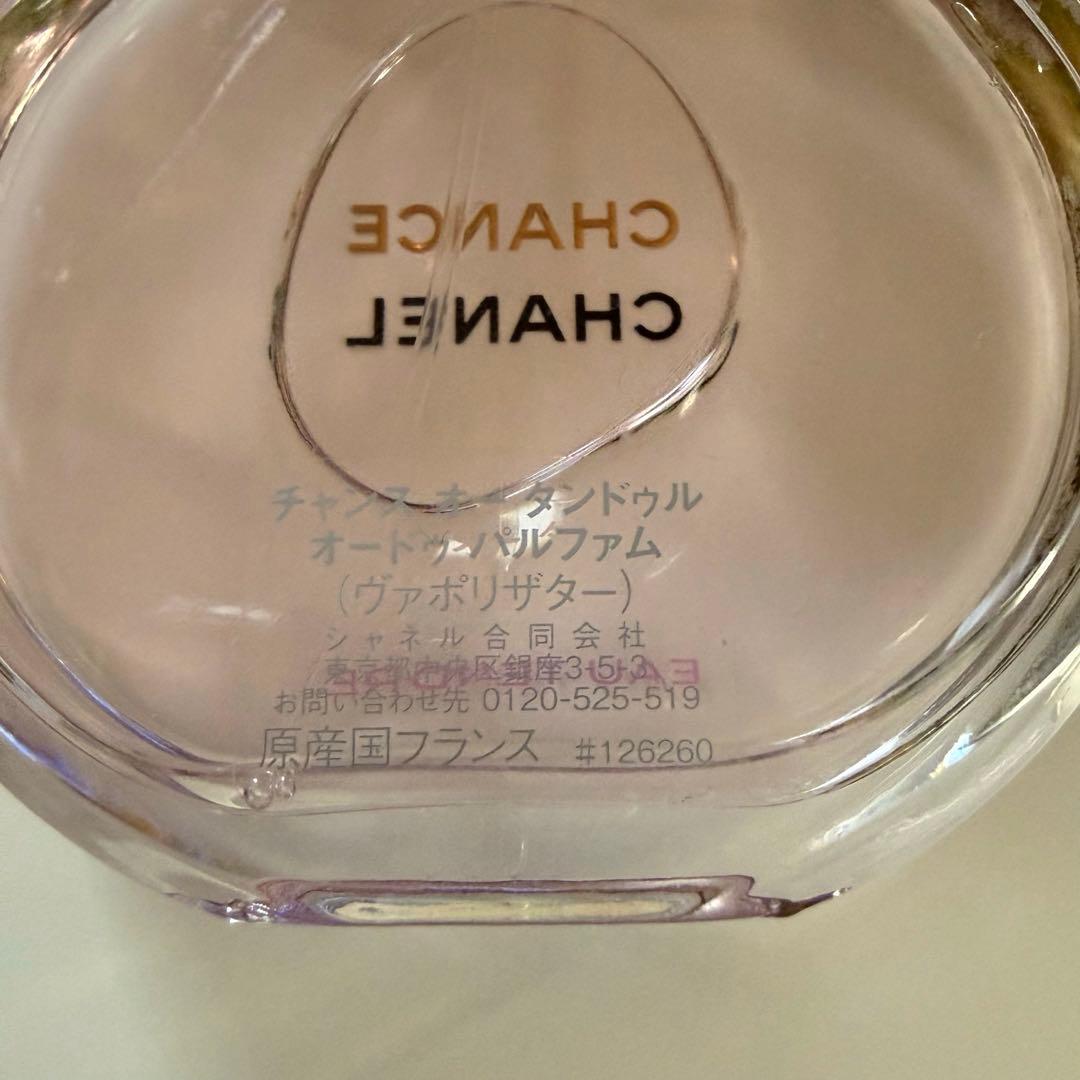 CHANCE
CHANEL
チャンス オー タンドゥル
オードゥ パルファム
(ヴァポリザター)
シャネル合同会社
東京都中央区銀座3-5-3
お問い合わせ先 0120-525-519
原産国フランス #126260